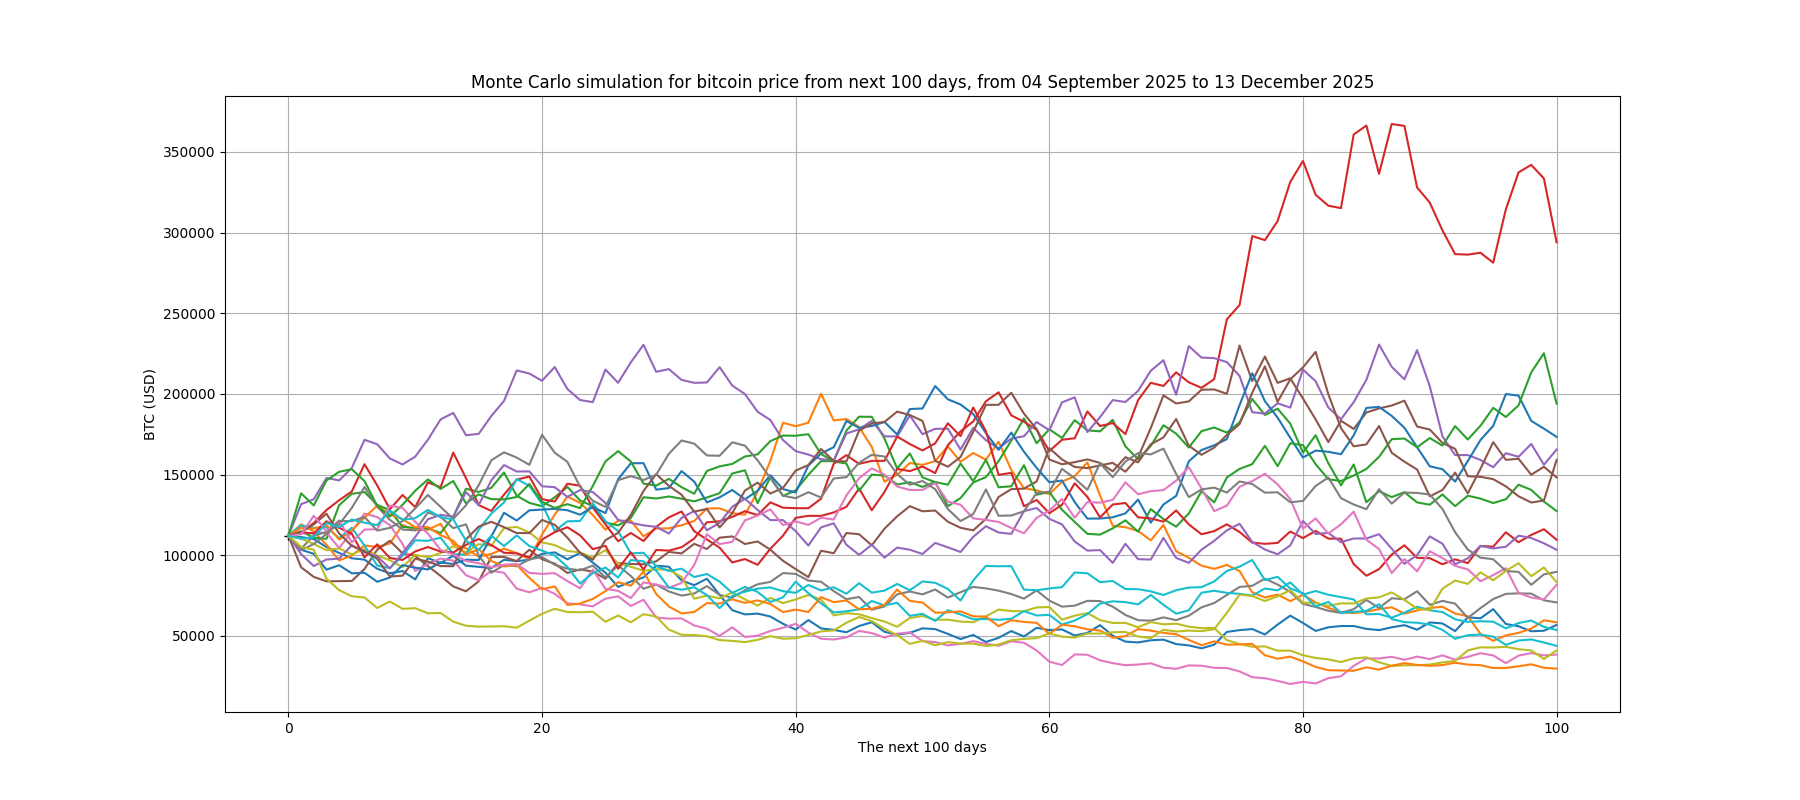 Monte Carlo simulation for bitcoin price from next 100 days, from 04 September 2025 to 13 December 2025
350000
300000
250000
200000
150000
100000
50000
BTC (USD)
0 20 40 60 80 100
The next 100 days